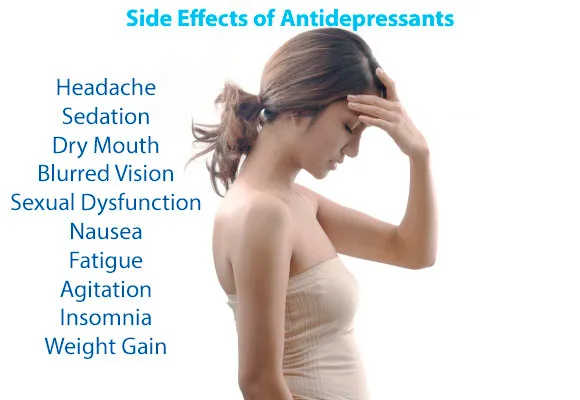 Side Effects of Antidepressants
Headache
Sedation
Dry Mouth
Blurred Vision
Sexual Dysfunction
Nausea
Fatigue
Agitation
Insomnia
Weight Gain